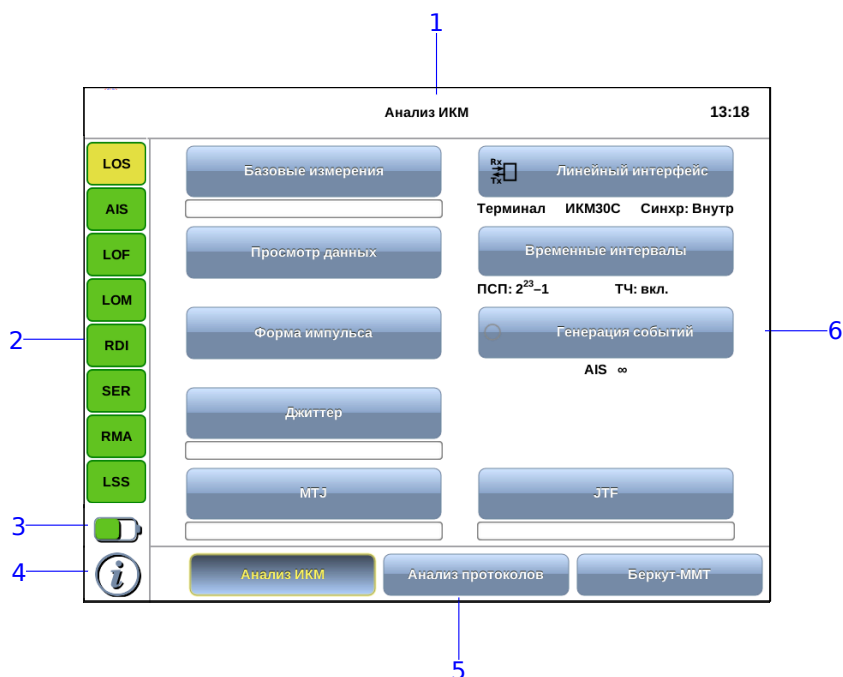 1
Анализ ИКМ 13:18
LOS
AIS
LOF
LOM
RDI
SER
RMA
LSS
2
3
4
Базовые измерения
Просмотр данных
Форма импульса
Джиттер
MTJ
Линейный интерфейс
Терминал ИКМ30С Синхр: Внутр
Временные интервалы
ПСП: 2²³–1 ТЧ: вкл.
Генерация событий
AIS ∞
JTF
6
Анализ ИКМ Анализ протоколов Беркут-ММТ
5